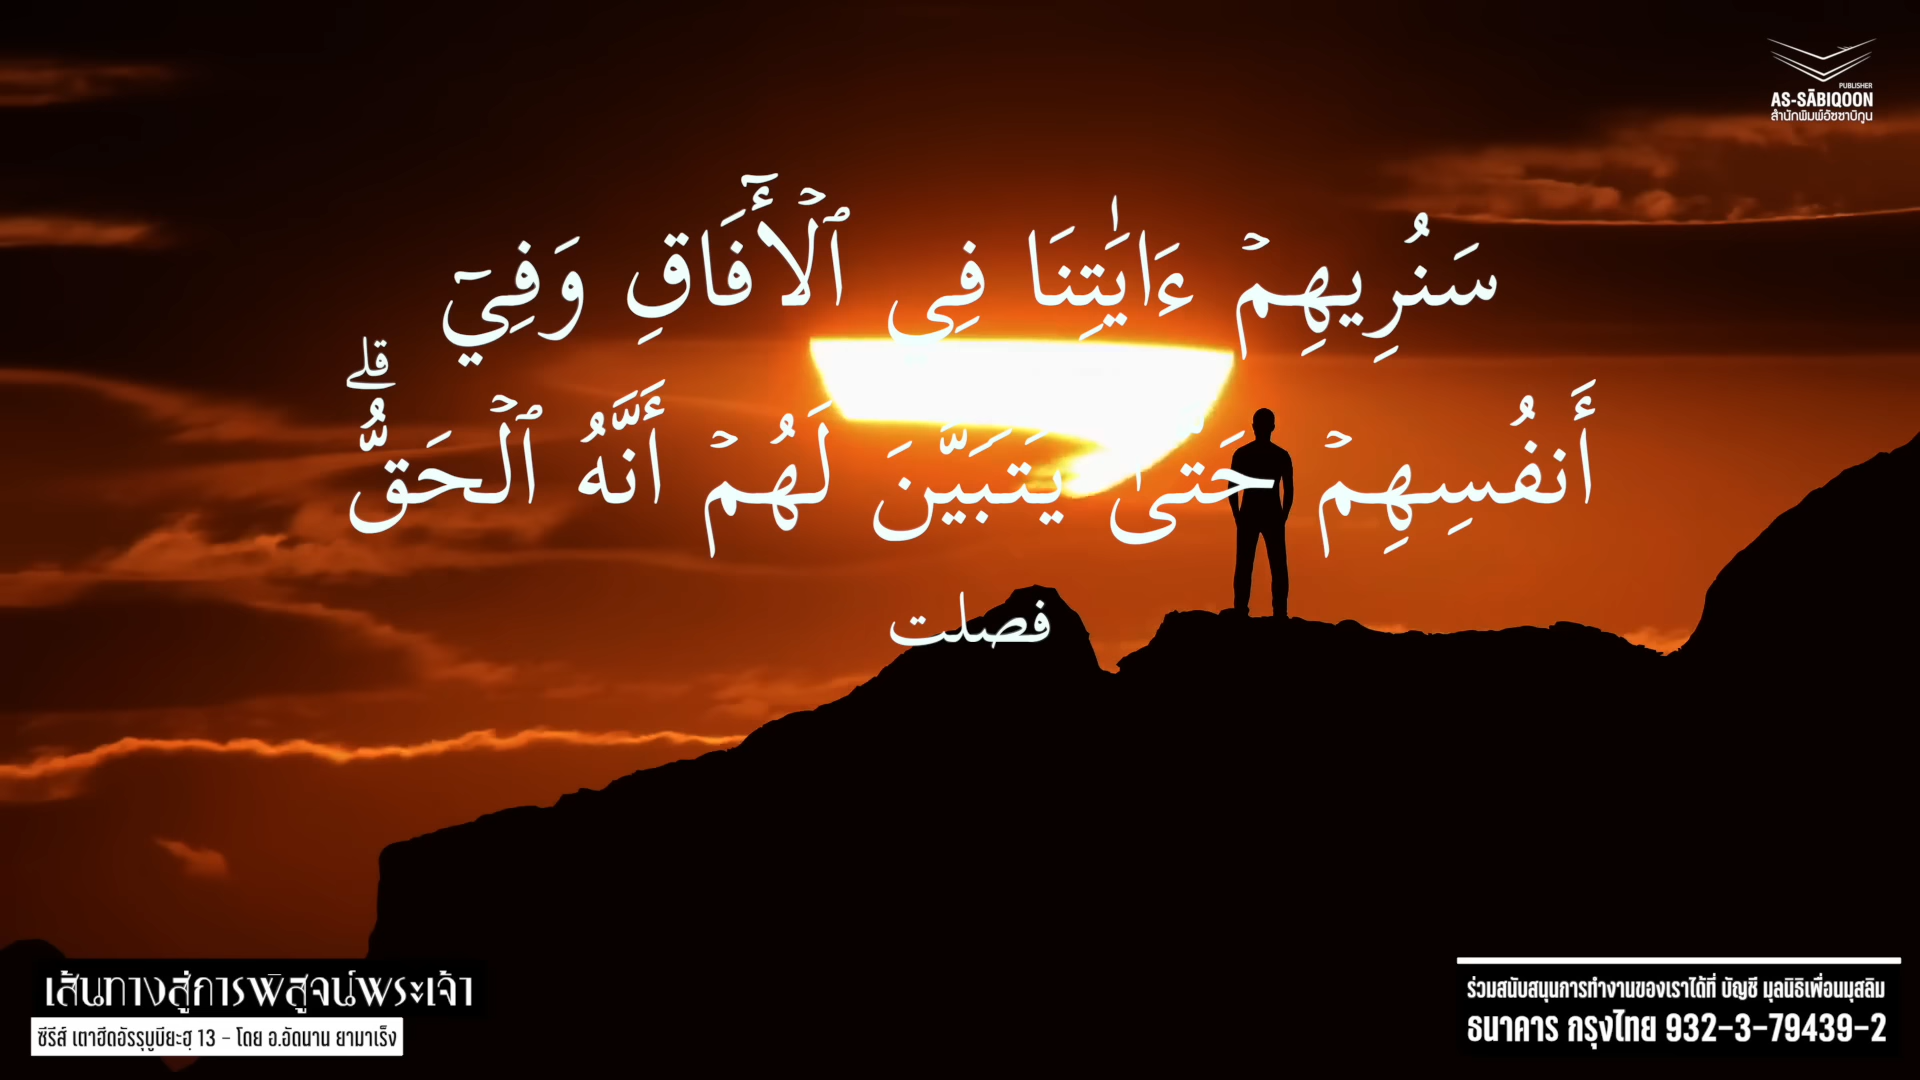 PUBLISHER
AS-SĀBIQOON
สำนักพิมพ์อัซซาบิกูน
سَنُرِيهِمۡ ءَايَٰتِنَا فِي ٱلۡأٓفَاقِ وَفِيٓ
أَنفُسِهِمۡ حَتَّىٰ يَتَبَيَّنَ لَهُمۡ أَنَّهُ ٱلۡحَقُّۗ
فصلت
เส้นทางสู่การพิสูจน์พระเจ้า
ซีรีส์ เตาฮีดอัรรุบูบียะฮฺ 13 - โดย อ.อัดนาน ยามาเร็ง
ร่วมสนับสนุนการทำงานของเราได้ที่ บัญชี มุลนิธิเพื่อนมุสลิม
ธนาคาร กรุงไทย 932-3-79439-2